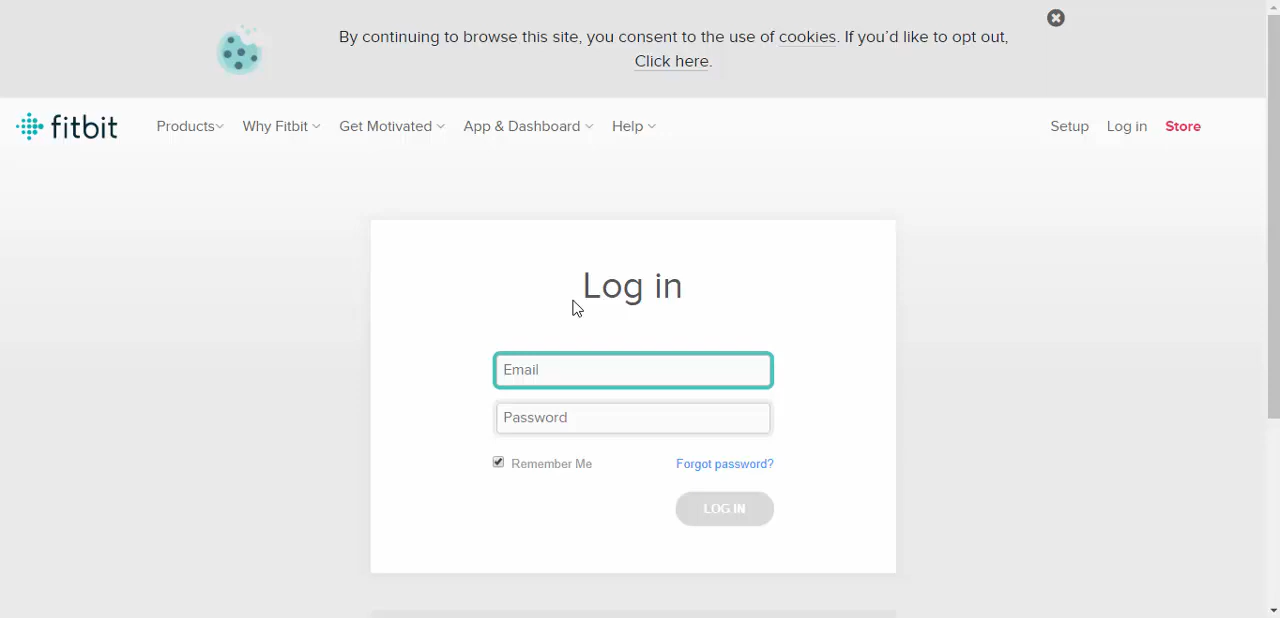 By continuing to browse this site, you consent to the use of cookies. If you’d like to opt out,
Click here.
fitbit Products Why Fitbit Get Motivated App & Dashboard Help Setup Log in Store
Log in
Email
Password
Remember Me Forgot password?
LOG IN